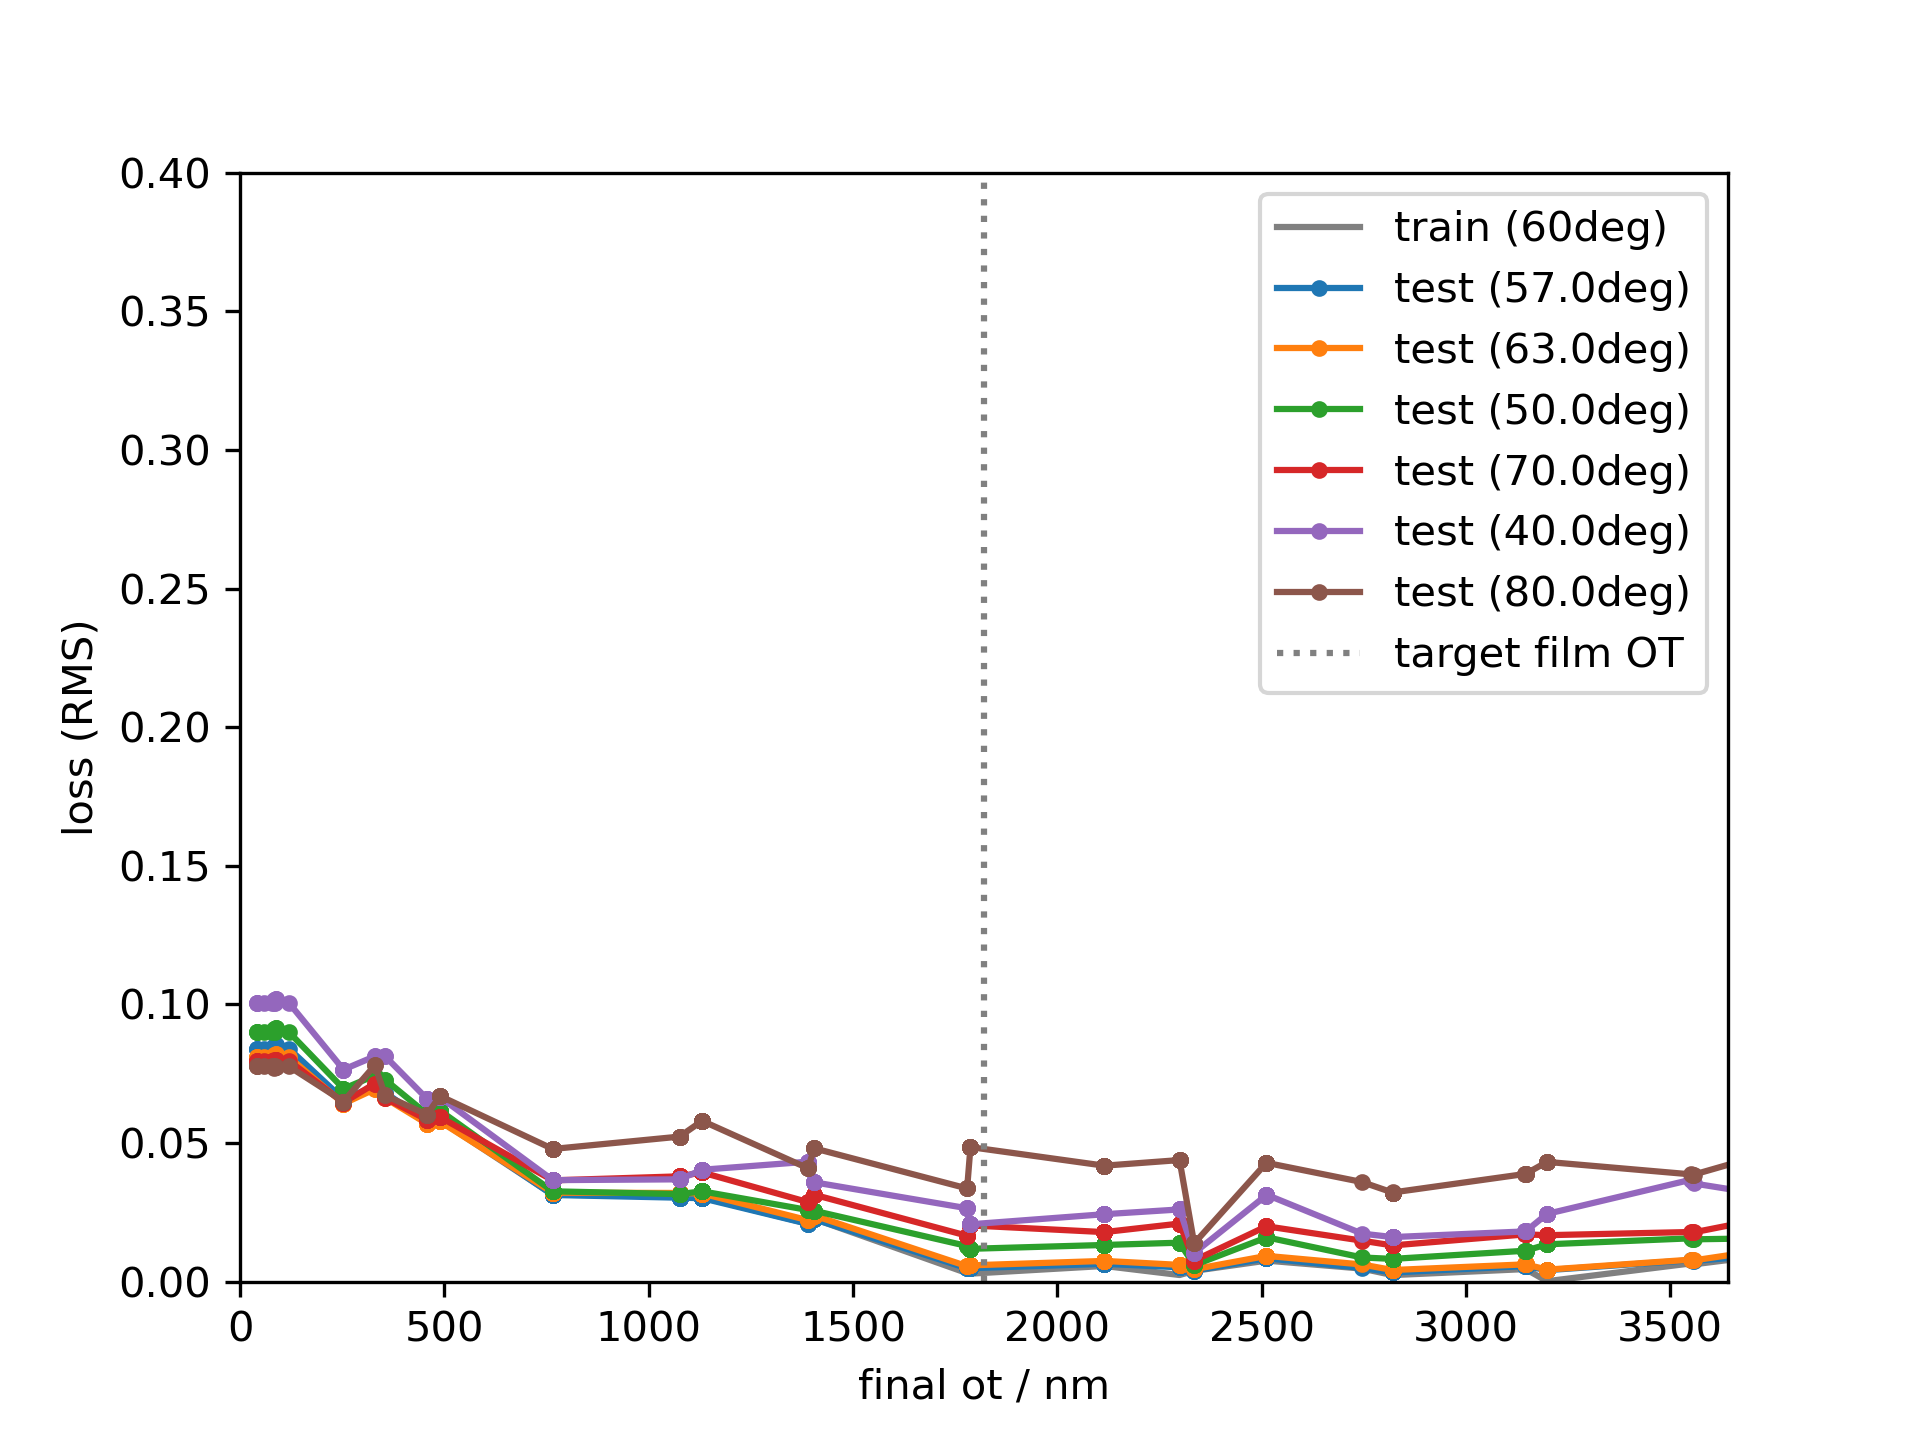 0.40
0.35
0.30
0.25
0.20
0.15
0.10
0.05
0.00
loss (RMS)
train (60deg)
test (57.0deg)
test (63.0deg)
test (50.0deg)
test (70.0deg)
test (40.0deg)
test (80.0deg)
target film OT
0 500 1000 1500 2000 2500 3000 3500
final ot / nm